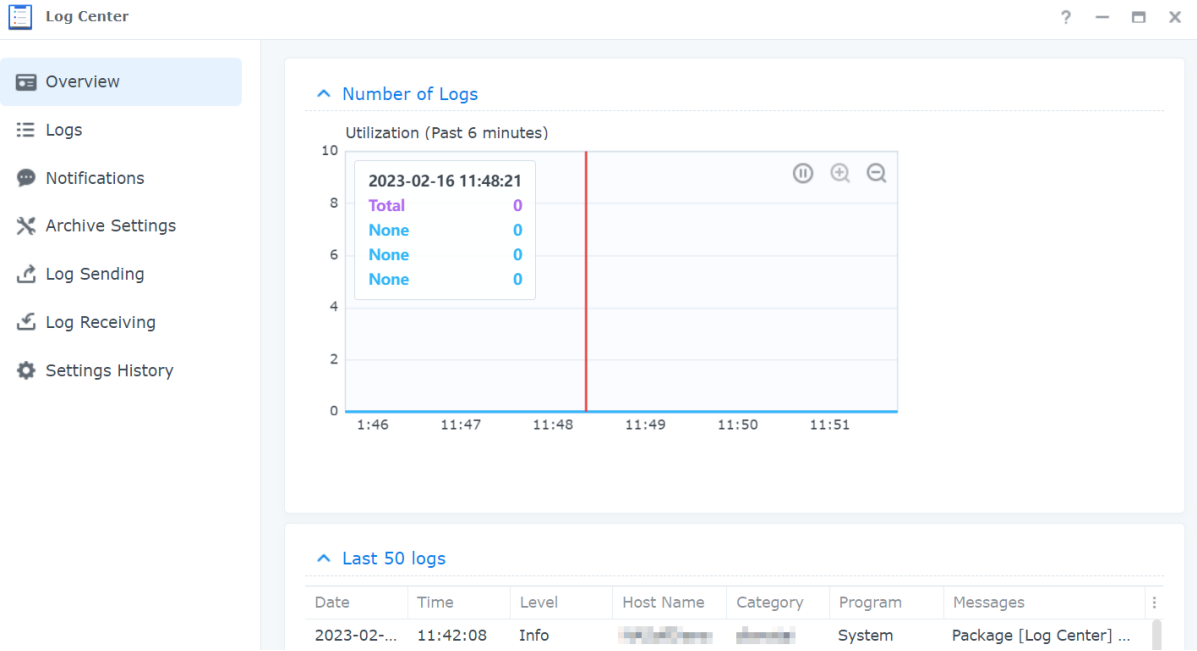 Log Center
?
Overview
Logs
Notifications
Archive Settings
Log Sending
Log Receiving
Settings History
Number of Logs
Utilization (Past 6 minutes)
10
8
6
4
2
0
2023-02-16 11:48:21
Total 0
None 0
None 0
None 0
1:46 11:47 11:48 11:49 11:50 11:51
Last 50 logs
Date Time Level Host Name Category Program Messages
2023-02-... 11:42:08 Info System Package [Log Center] ...